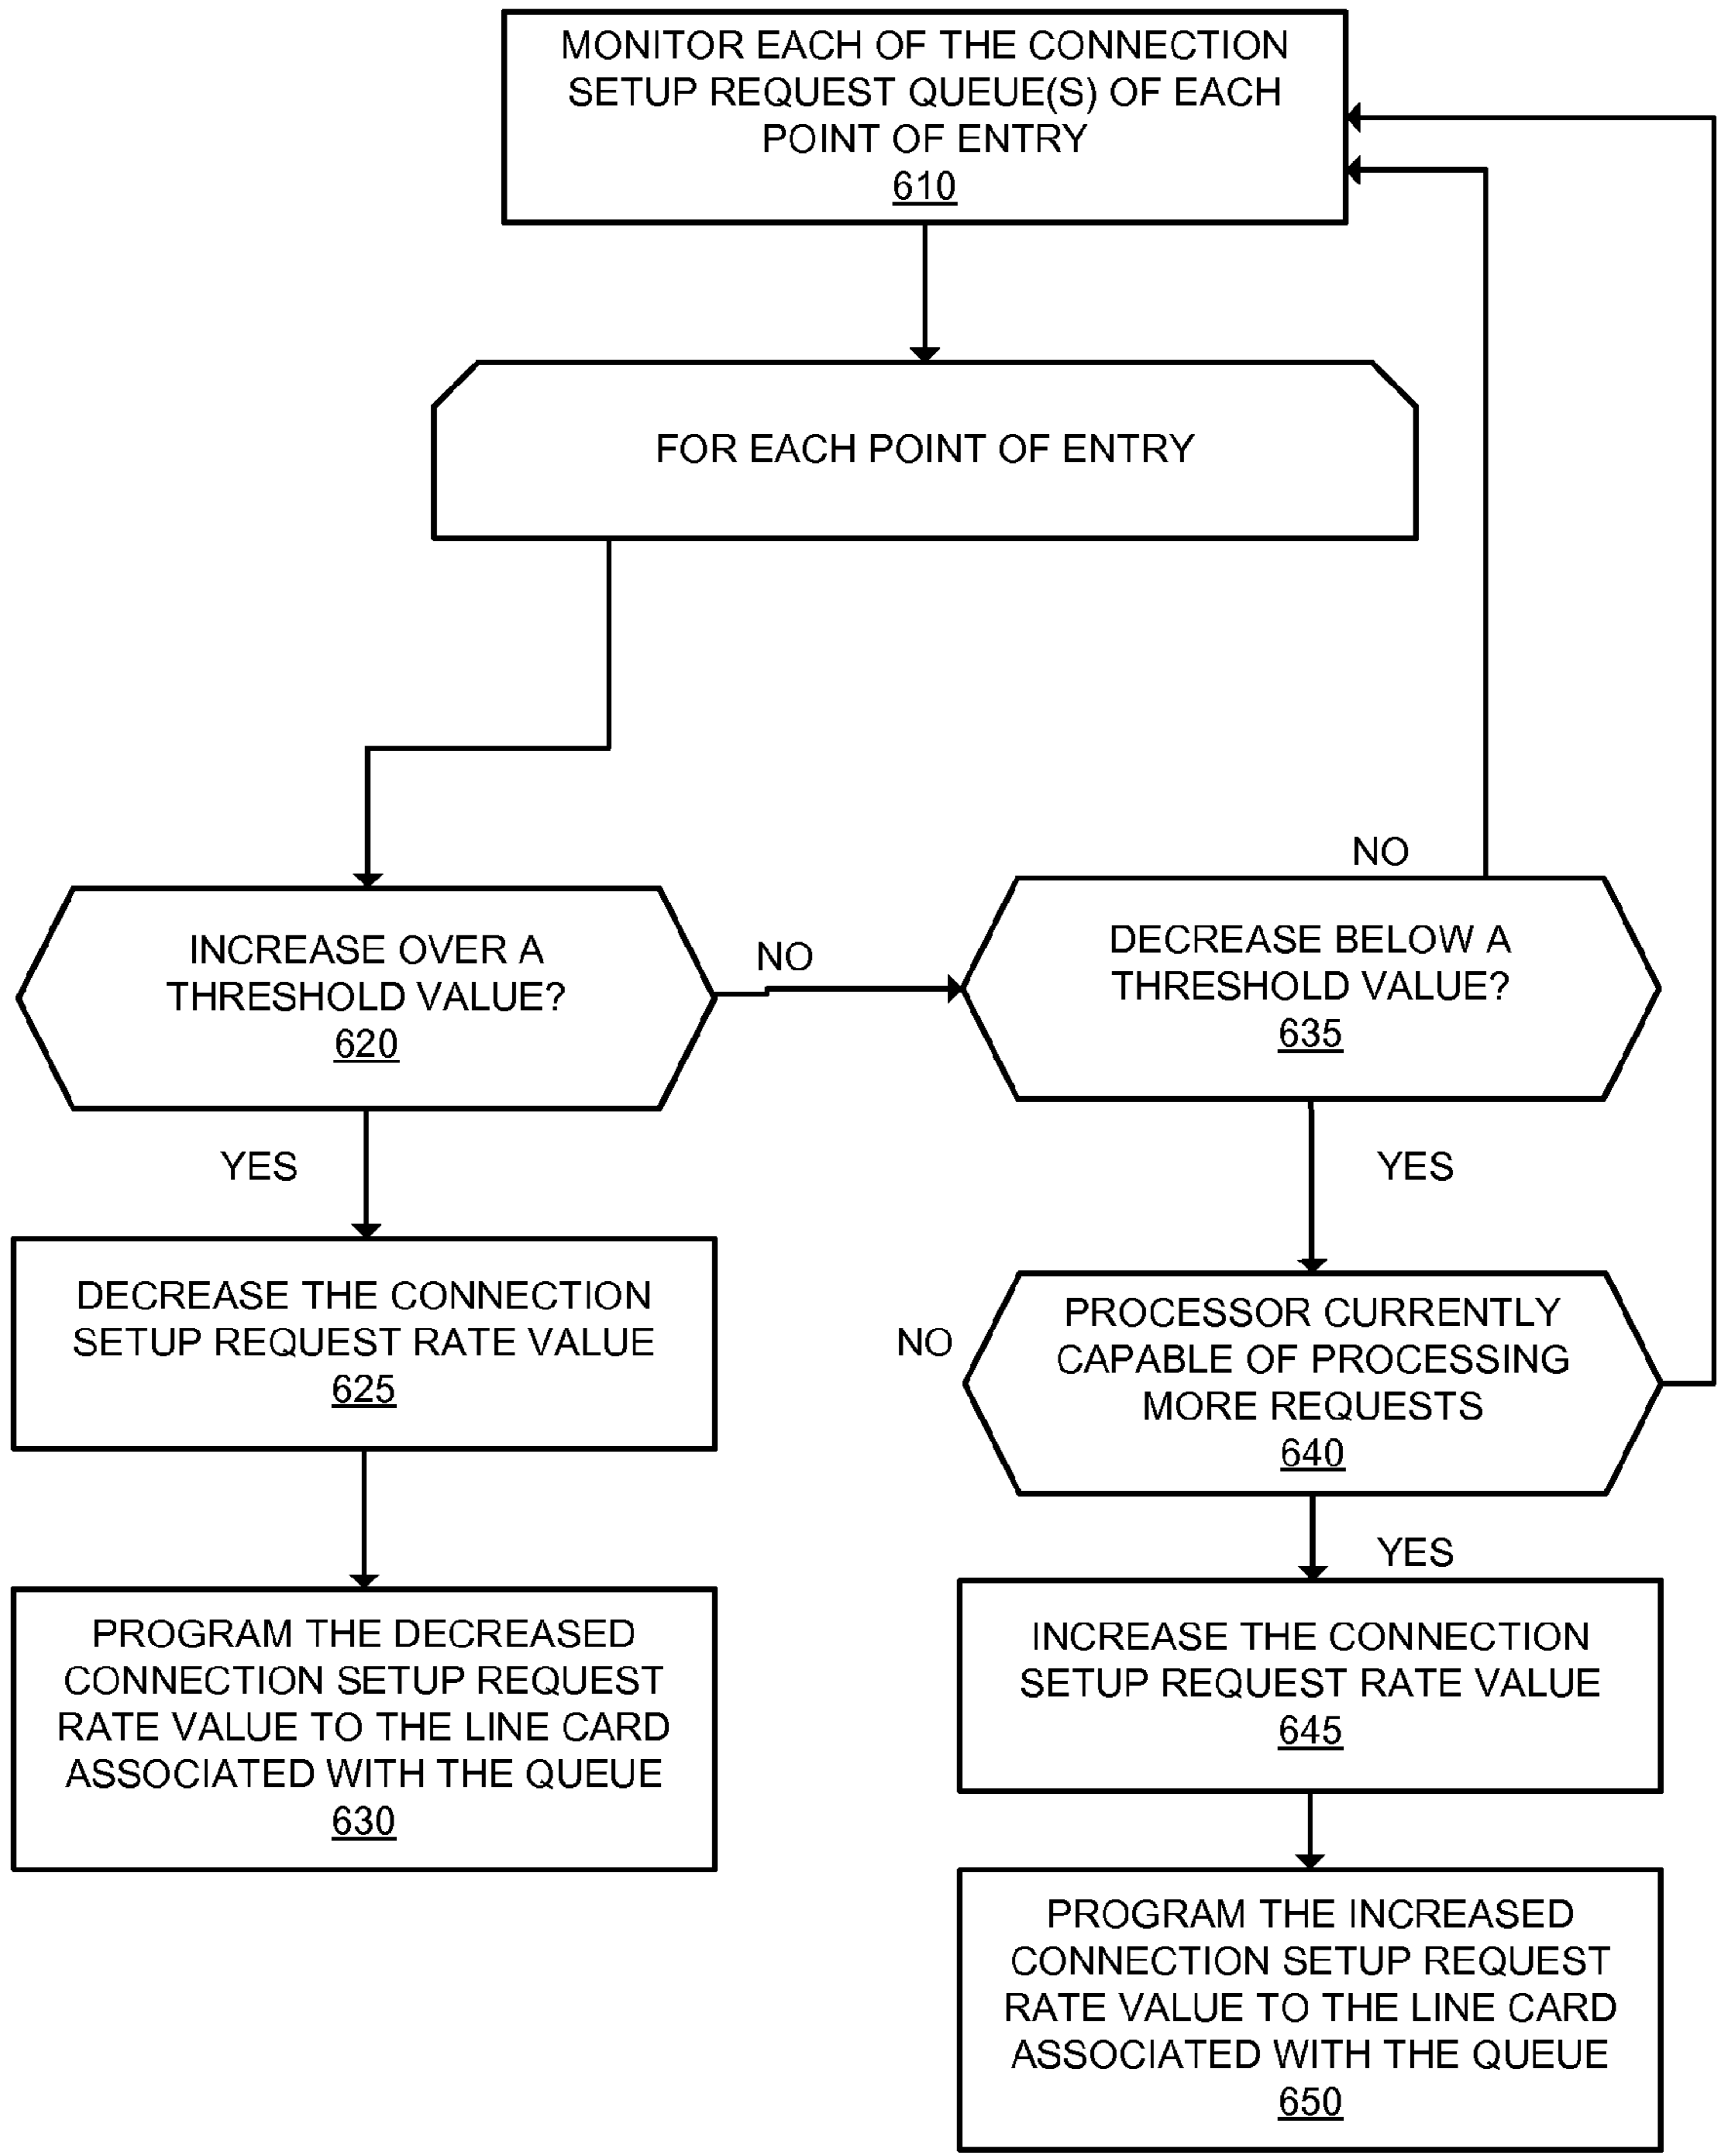 MONITOR EACH OF THE CONNECTION
SETUP REQUEST QUEUE(S) OF EACH
POINT OF ENTRY
610
FOR EACH POINT OF ENTRY
INCREASE OVER A
THRESHOLD VALUE?
620
NO
NO
DECREASE BELOW A
THRESHOLD VALUE?
635
YES
DECREASE THE CONNECTION
SETUP REQUEST RATE VALUE
625
PROGRAM THE DECREASED
CONNECTION SETUP REQUEST
RATE VALUE TO THE LINE CARD
ASSOCIATED WITH THE QUEUE
630
YES
NO
PROCESSOR CURRENTLY
CAPABLE OF PROCESSING
MORE REQUESTS
640
YES
INCREASE THE CONNECTION
SETUP REQUEST RATE VALUE
645
PROGRAM THE INCREASED
CONNECTION SETUP REQUEST
RATE VALUE TO THE LINE CARD
ASSOCIATED WITH THE QUEUE
650